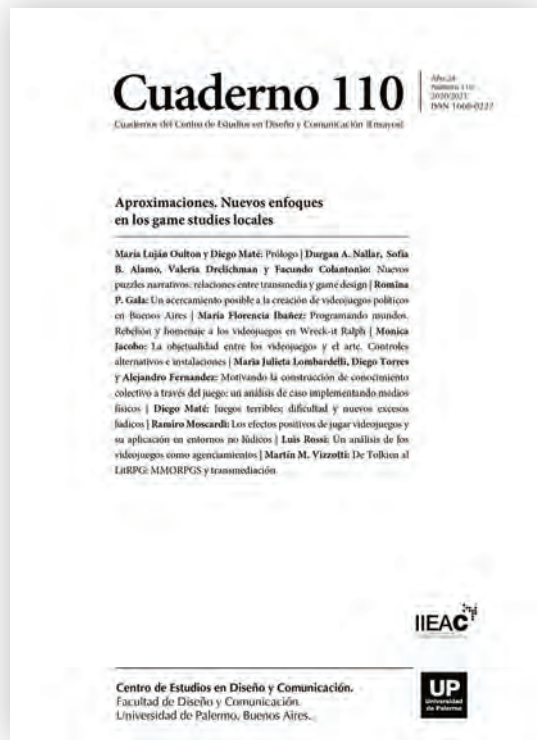 Cuaderno 110
Año 24
Número 110
2020/2021
ISSN 1668-0227
Cuadernos del Centro de Estudios en Diseño y Comunicación [Ensayos]
Aproximaciones. Nuevos enfoques
en los game studies locales
María Luján Oulton y Diego Maté: Prólogo | Durgan A. Nallar, Sofía
B. Alamo, Valeria Drelichman y Facundo Colantonio: Nuevos
puzzles narrativos: relaciones entre transmedia y game design | Romina
P. Gala: Un acercamiento posible a la creación de videojuegos políticos
en Buenos Aires | María Florencia Ibañez: Programando mundos.
Rebelión y homenaje a los videojuegos en Wreck-it Ralph | Monica
Jacobo: La objetualidad entre los videojuegos y el arte. Controles
alternativos e instalaciones | Maria Julieta Lombardelli, Diego Torres
y Alejandro Fernandez: Motivando la construcción de conocimiento
colectivo a través del juego: un análisis de caso implementando medios
físicos | Diego Maté: Juegos terribles: dificultad y nuevos excesos
lúdicos | Ramiro Moscardi: Los efectos positivos de jugar videojuegos y
su aplicación en entornos no lúdicos | Luis Rossi: Un análisis de los
videojuegos como agenciamientos | Martín M. Vizzotti: De Tolkien al
LitRPG: MMORPGS y transmediación
IIEAC
Centro de Estudios en Diseño y Comunicación.
Facultad de Diseño y Comunicación.
Universidad de Palermo. Buenos Aires.
UP
Universidad
de Palermo